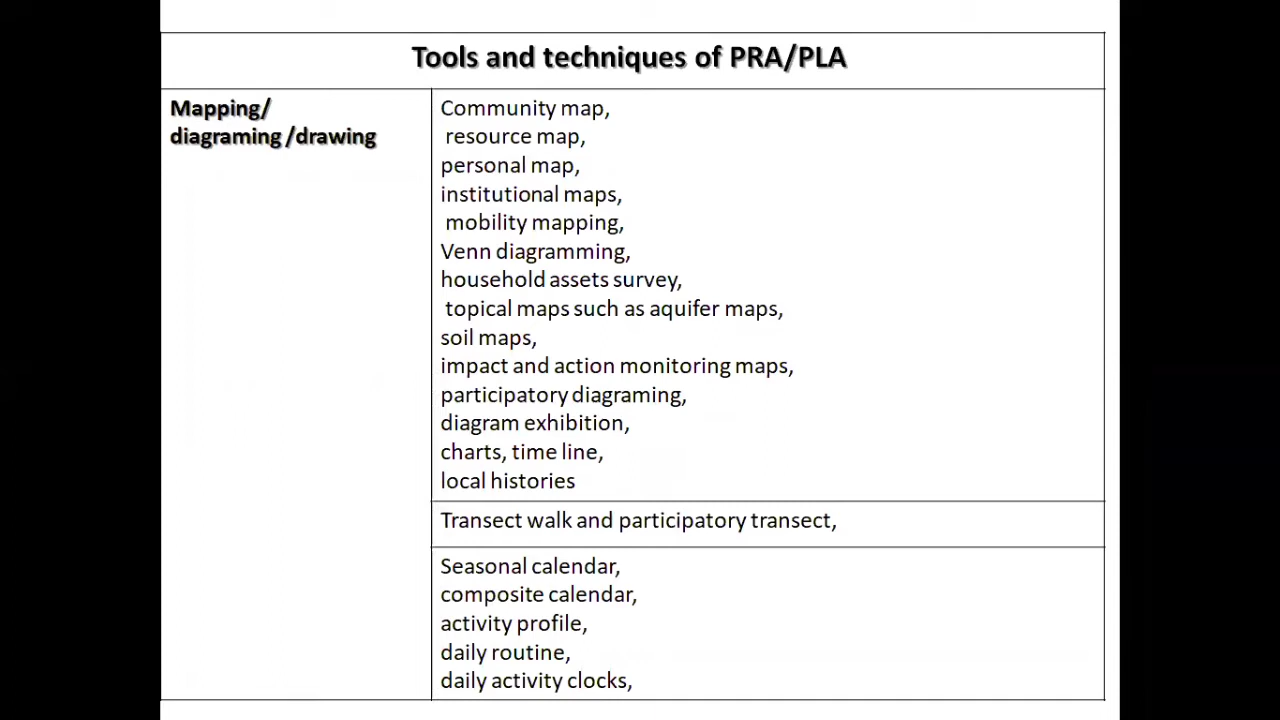 Tools and techniques of PRA/PLA
Mapping/
diagraming /drawing
Community map,
resource map,
personal map,
institutional maps,
mobility mapping,
Venn diagramming,
household assets survey,
topical maps such as aquifer maps,
soil maps,
impact and action monitoring maps,
participatory diagraming,
diagram exhibition,
charts, time line,
local histories
Transect walk and participatory transect,
Seasonal calendar,
composite calendar,
activity profile,
daily routine,
daily activity clocks,